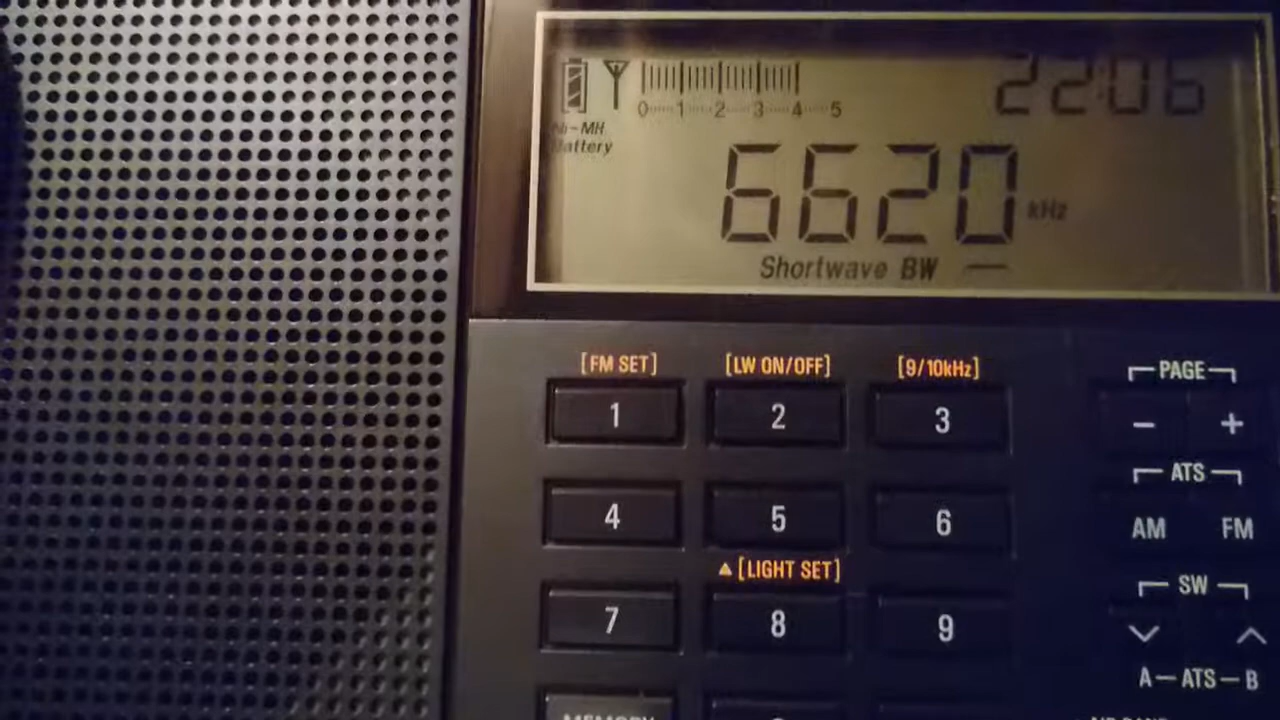 22:06
0 1 2 3 4 5
Ni-MH
Battery
6620 kHz
Shortwave BW
[FM SET] [LW ON/OFF] [9/10kHz]
1 2 3
PAGE
- +
ATS
4 5 6
AM FM
[LIGHT SET]
SW
7 8 9
A-ATS-B
MEMORY